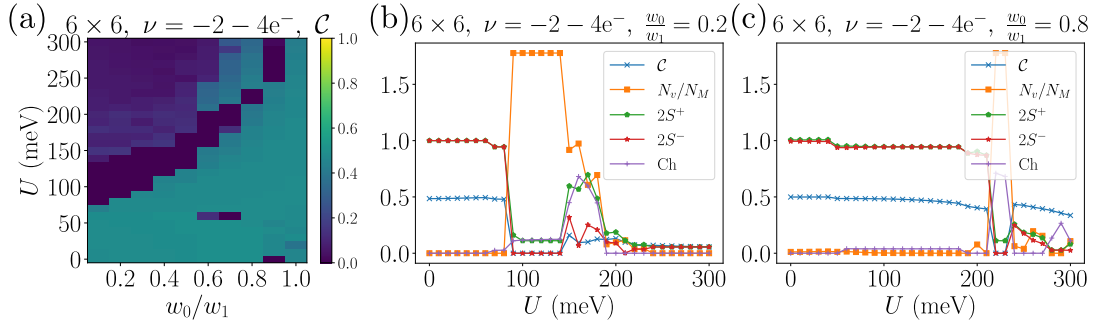 (a) 6 × 6, ν = −2 − 4e⁻, 𝒞
300
250
200
150
100
50
0
U (meV)
0.2 0.4 0.6 0.8 1.0
w₀/w₁
1.0
0.8
0.6
0.4
0.2
0.0
(b) 6 × 6, ν = −2 − 4e⁻, w₀/w₁ = 0.2
1.5
1.0
0.5
0.0
0 100 200 300
U (meV)
𝒞
Nᵥ/N_M
2S⁺
2S⁻
Ch
(c) 6 × 6, ν = −2 − 4e⁻, w₀/w₁ = 0.8
1.5
1.0
0.5
0.0
0 100 200 300
U (meV)
𝒞
Nᵥ/N_M
2S⁺
2S⁻
Ch